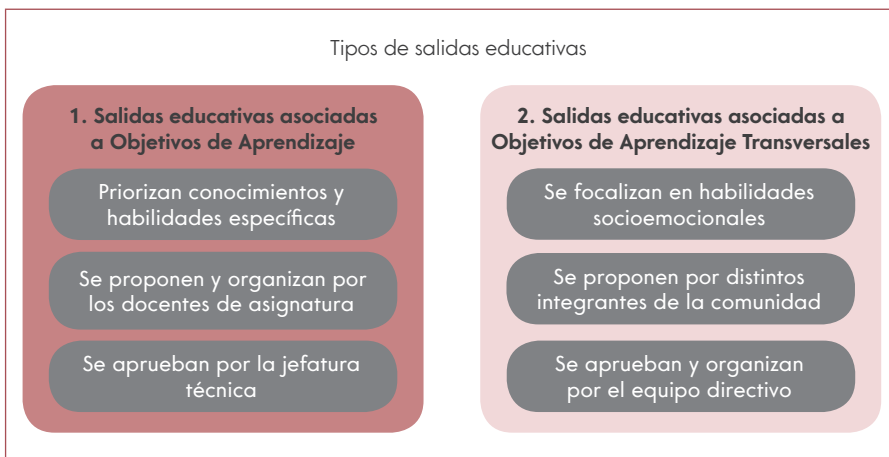 Tipos de salidas educativas
1. Salidas educativas asociadas
a Objetivos de Aprendizaje
Priorizan conocimientos y
habilidades específicas
Se proponen y organizan por
los docentes de asignatura
Se aprueban por la jefatura
técnica
2. Salidas educativas asociadas a
Objetivos de Aprendizaje Transversales
Se focalizan en habilidades
socioemocionales
Se proponen por distintos
integrantes de la comunidad
Se aprueban y organizan
por el equipo directivo